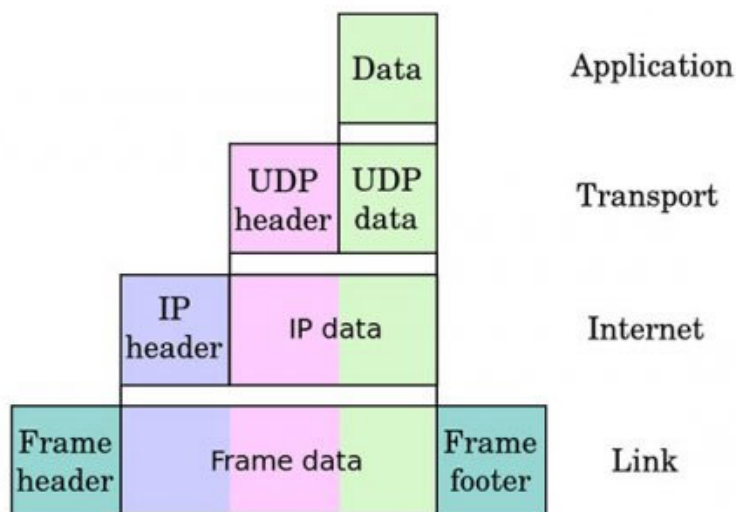 Data
Application
UDP
header
UDP
data
Transport
IP
header
IP data
Internet
Frame
header
Frame data
Frame
footer
Link